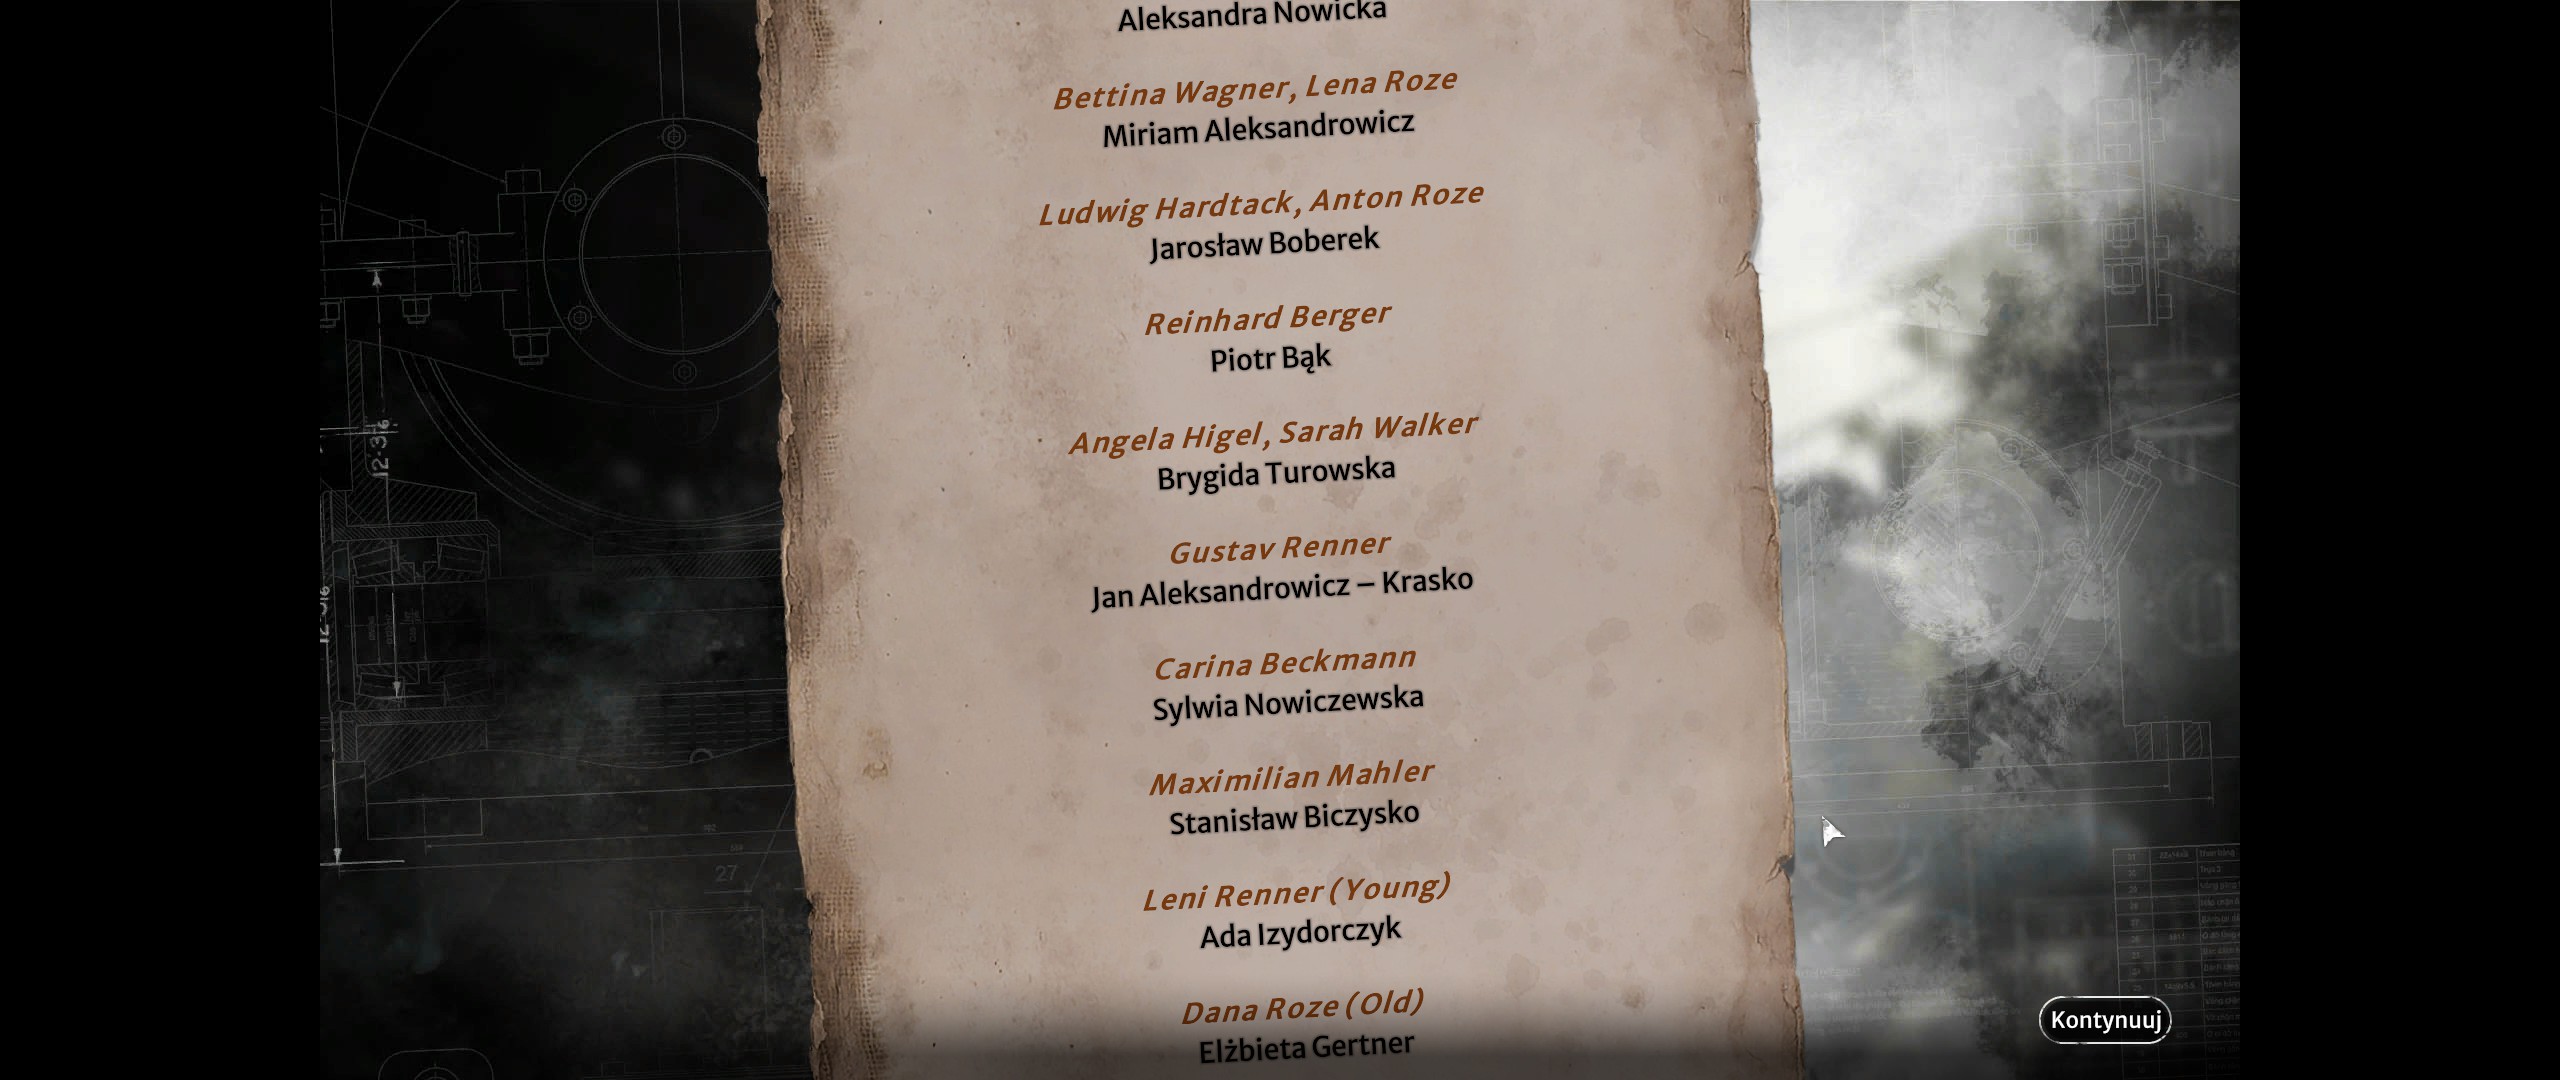 Aleksandra Nowicka
Bettina Wagner, Lena Roze
Miriam Aleksandrowicz
Ludwig Hardtack, Anton Roze
Jarosław Boberek
Reinhard Berger
Piotr Bąk
Angela Higel, Sarah Walker
Brygida Turowska
Gustav Renner
Jan Aleksandrowicz – Krasko
Carina Beckmann
Sylwia Nowiczewska
Maximilian Mahler
Stanisław Biczysko
Leni Renner (Young)
Ada Izydorczyk
Dana Roze (Old)
Elżbieta Gertner
Kontynuuj
27